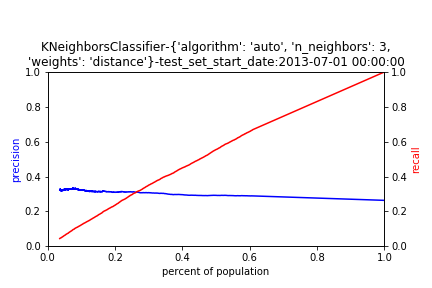 KNeighborsClassifier-{'algorithm': 'auto', 'n_neighbors': 3,
'weights': 'distance'}-test_set_start_date:2013-07-01 00:00:00
1.0
0.8
0.6
0.4
0.2
0.0
precision
1.0
0.8
0.6
0.4
0.2
0.0
recall
0.0 0.2 0.4 0.6 0.8 1.0
percent of population